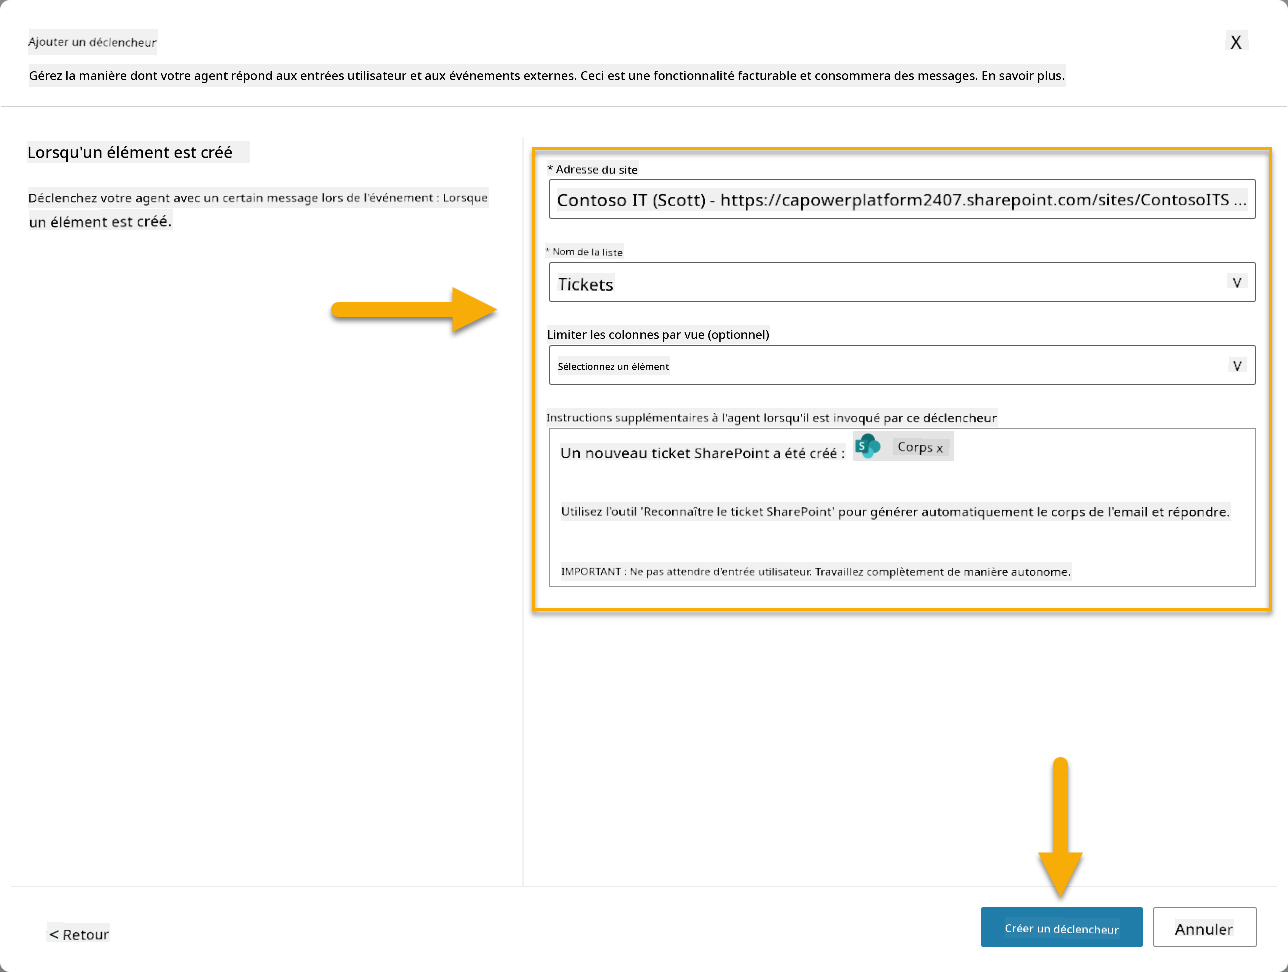 Ajouter un déclencheur
X
Gérez la manière dont votre agent répond aux entrées utilisateur et aux événements externes. Ceci est une fonctionnalité facturable et consommera des messages. En savoir plus.
Lorsqu'un élément est créé
Déclenchez votre agent avec un certain message lors de l'événement : Lorsque
un élément est créé.
* Adresse du site
Contoso IT (Scott) - https://capowerplatform2407.sharepoint.com/sites/ContosoITS ...
* Nom de la liste
Tickets
V
Limiter les colonnes par vue (optionnel)
Sélectionnez un élément
V
Instructions supplémentaires à l'agent lorsqu'il est invoqué par ce déclencheur
Un nouveau ticket SharePoint a été créé : S Corps x
Utilisez l'outil 'Reconnaître le ticket SharePoint' pour générer automatiquement le corps de l'email et répondre.
IMPORTANT : Ne pas attendre d'entrée utilisateur. Travaillez complètement de manière autonome.
< Retour
Créer un déclencheur
Annuler